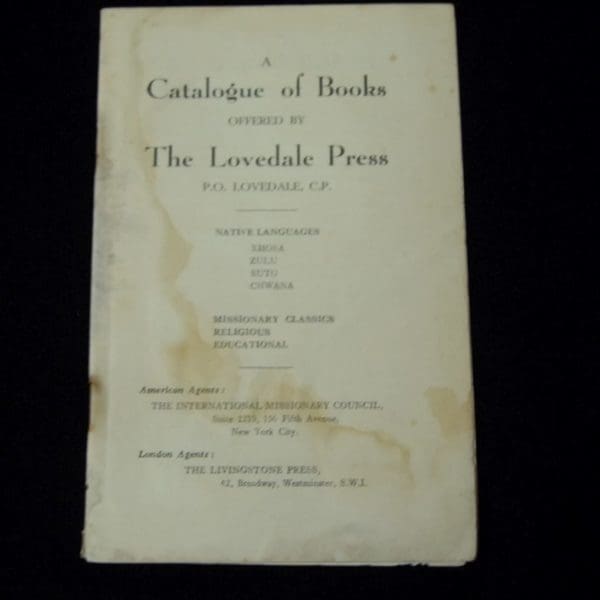 A
Catalogue of Books
OFFERED BY
The Lovedale Press
P.O. LOVEDALE, C.P.
NATIVE LANGUAGES
XHOSA
ZULU
SUTO
CHWANA
MISSIONARY CLASSICS
RELIGIOUS
EDUCATIONAL
American Agents:
THE INTERNATIONAL MISSIONARY COUNCIL,
Suite 1219, 156 Fifth Avenue,
New York City.
London Agents:
THE LIVINGSTONE PRESS,
42, Broadway, Westminster, S.W.1.